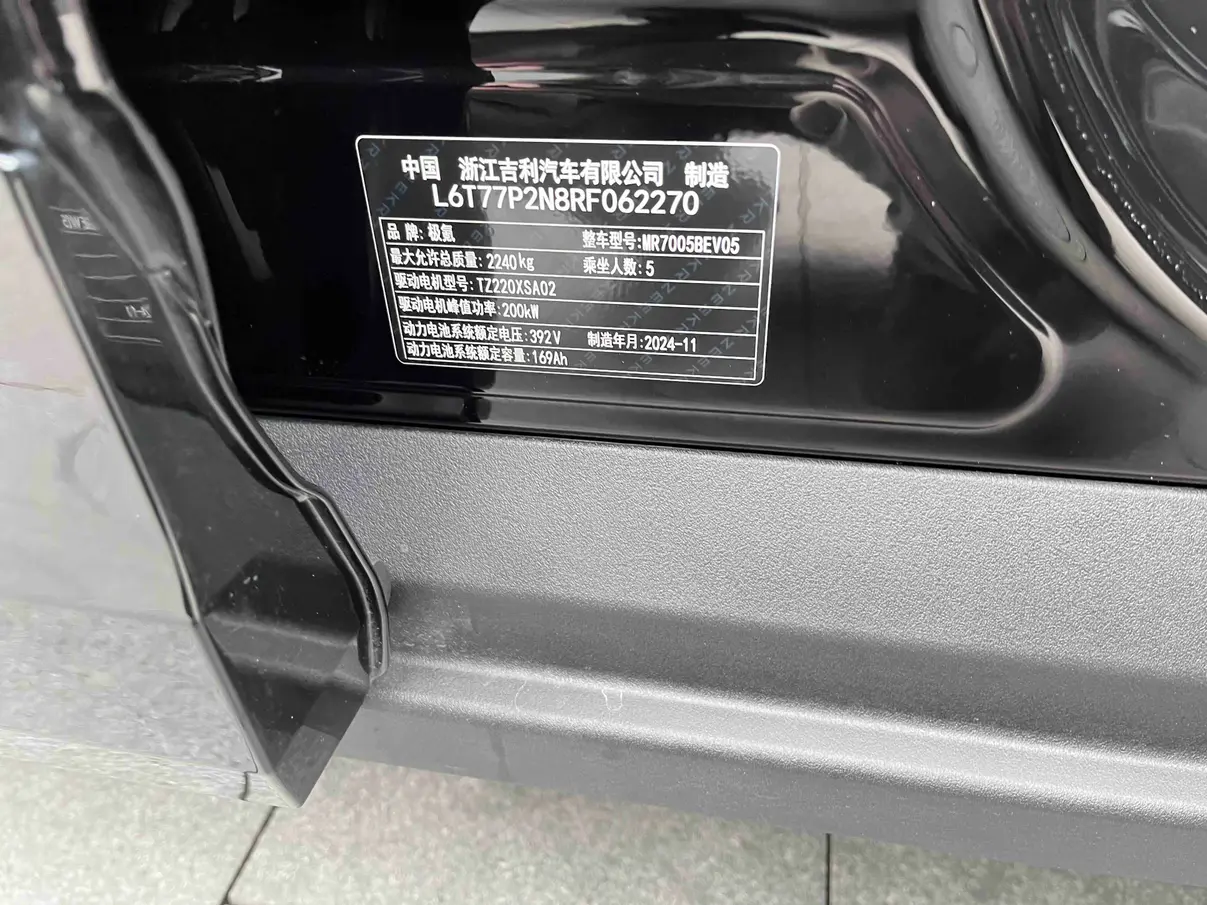 中国 浙江吉利汽车有限公司 制造
L6T77P2N8RF062270
品牌:极氪 整车型号:MR7005BEV05
最大允许总质量:2240kg 乘坐人数:5
驱动电机型号:TZ220XSA02
驱动电机峰值功率:200kW
动力电池系统额定电压:392V 制造年月:2024-11
动力电池系统额定容量:169Ah
ZEEKR